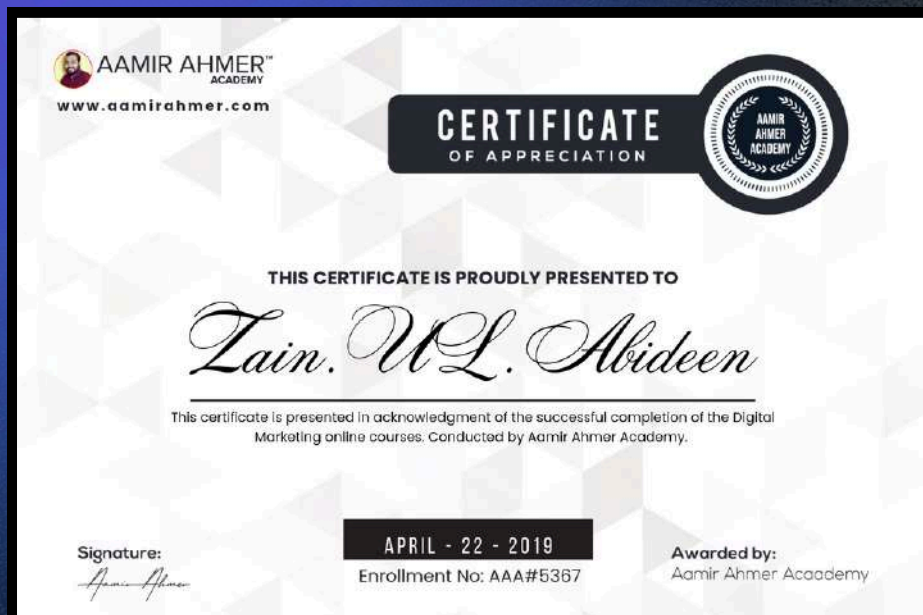 AAMIR AHMER™
ACADEMY
www.aamirahmer.com
CERTIFICATE
OF APPRECIATION
AAMIR
AHMER
ACADEMY
THIS CERTIFICATE IS PROUDLY PRESENTED TO
Zain. UL. Abideen
This certificate is presented in acknowledgment of the successful completion of the Digital
Marketing online courses. Conducted by Aamir Ahmer Academy.
Signature:
Aamir Ahmer
APRIL - 22 - 2019
Enrollment No: AAA#5367
Awarded by:
Aamir Ahmer Acaademy